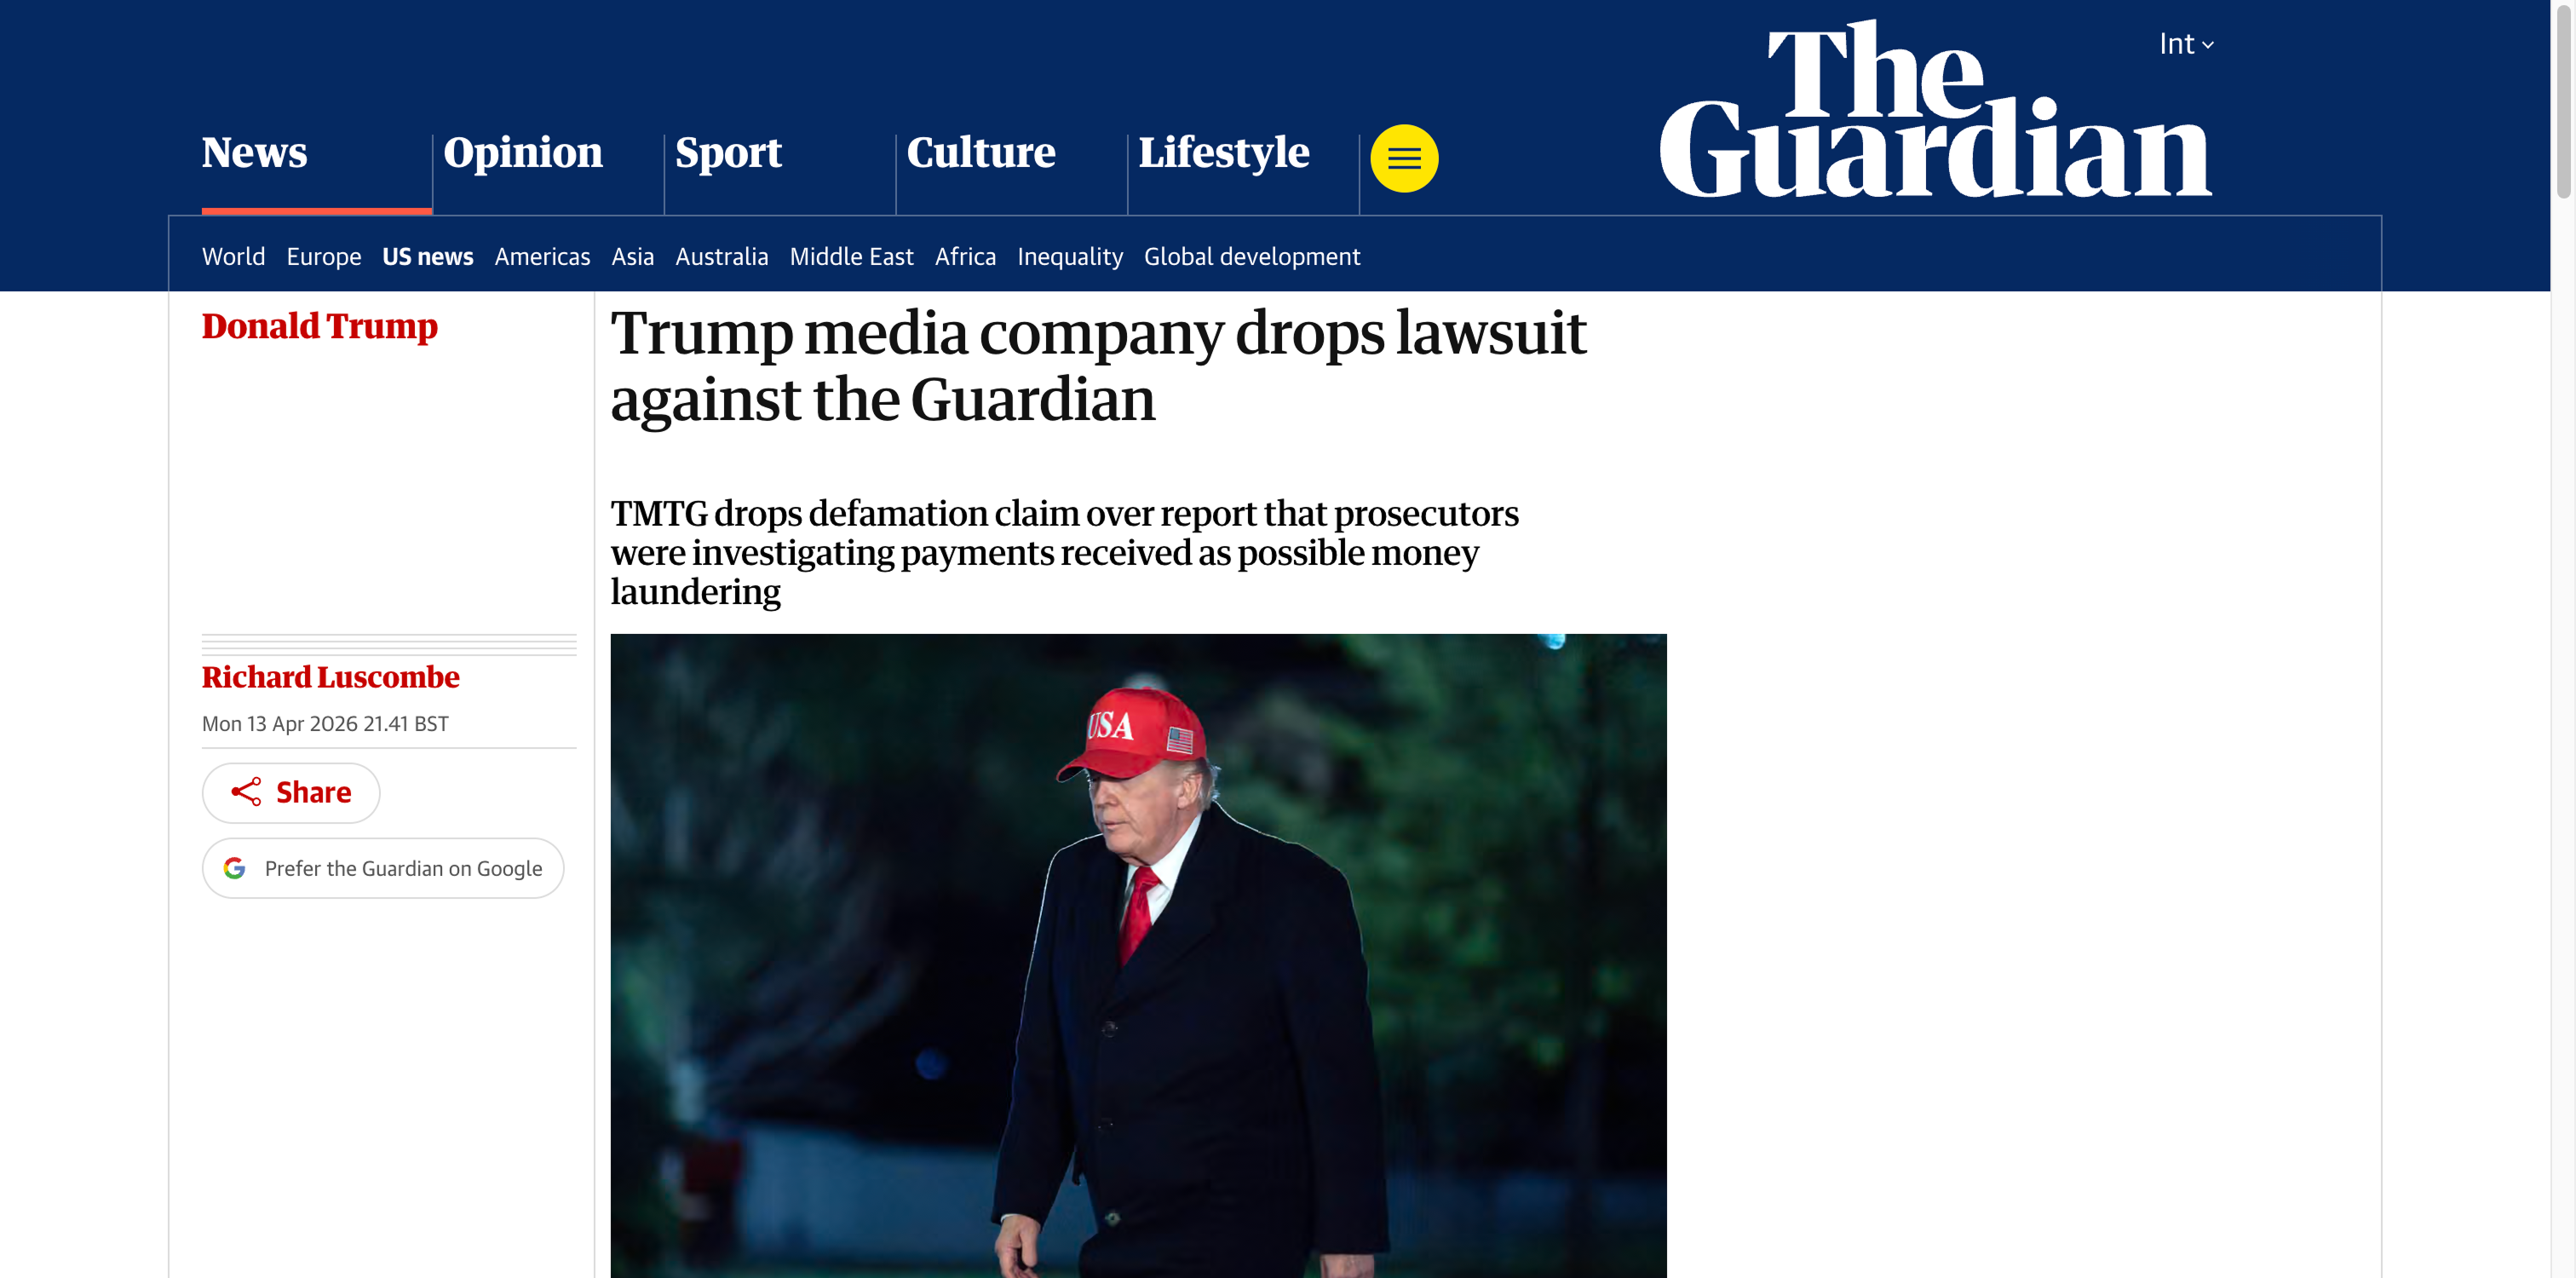 The
Guardian
Int
News
Opinion
Sport
Culture
Lifestyle
World
Europe
US news
Americas
Asia
Australia
Middle East
Africa
Inequality
Global development
Donald Trump
Trump media company drops lawsuit
against the Guardian
TMTG drops defamation claim over report that prosecutors
were investigating payments received as possible money
laundering
Richard Luscombe
Mon 13 Apr 2026 21.41 BST
Share
Prefer the Guardian on Google
USA